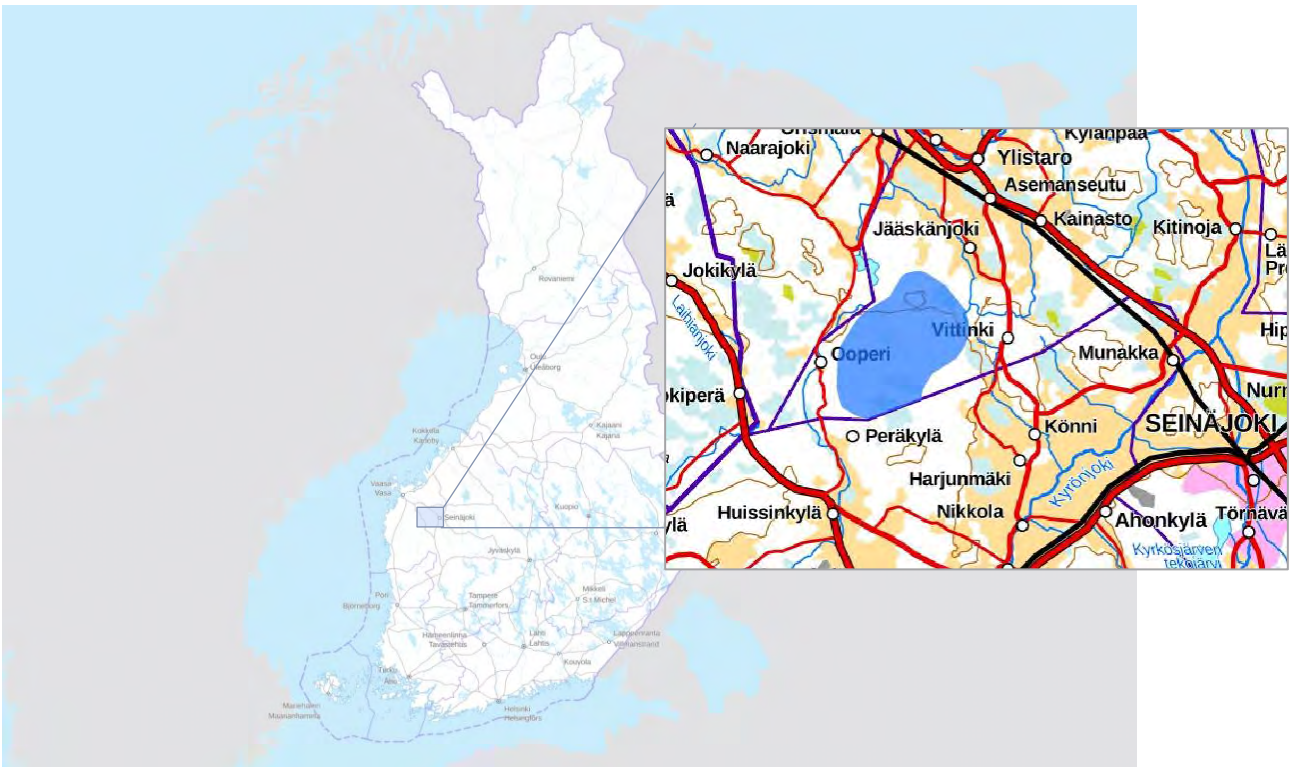 Rovaniemi
Oulu
Uleåborg
Kajaani
Kajana
Kokkola
Karleby
Vaasa
Vasa
Seinäjoki
Kuopio
Jyväskylä
Pori
Björneborg
Tampere
Tammerfors
Mikkeli
S:t Michel
Hämeenlinna
Tavastehus
Lahti
Lahtis
Lappeenranta
Villmanstrand
Kouvola
Turku
Åbo
Helsinki
Helsingfors
Maarianhamina
Naarajoki
Ylistaro
Asemanseutu
Kainasto
Kitinoja
Jääskänjoki
Jokikylä
Laihianjoki
Vittinki
Ooperi
Munakka
SEINÄJOKI
Könni
Peräkylä
Harjunmäki
Kyrönjoki
Huissinkylä
Nikkola
Ahonkylä
Kyrkösjärven
tekojärvi